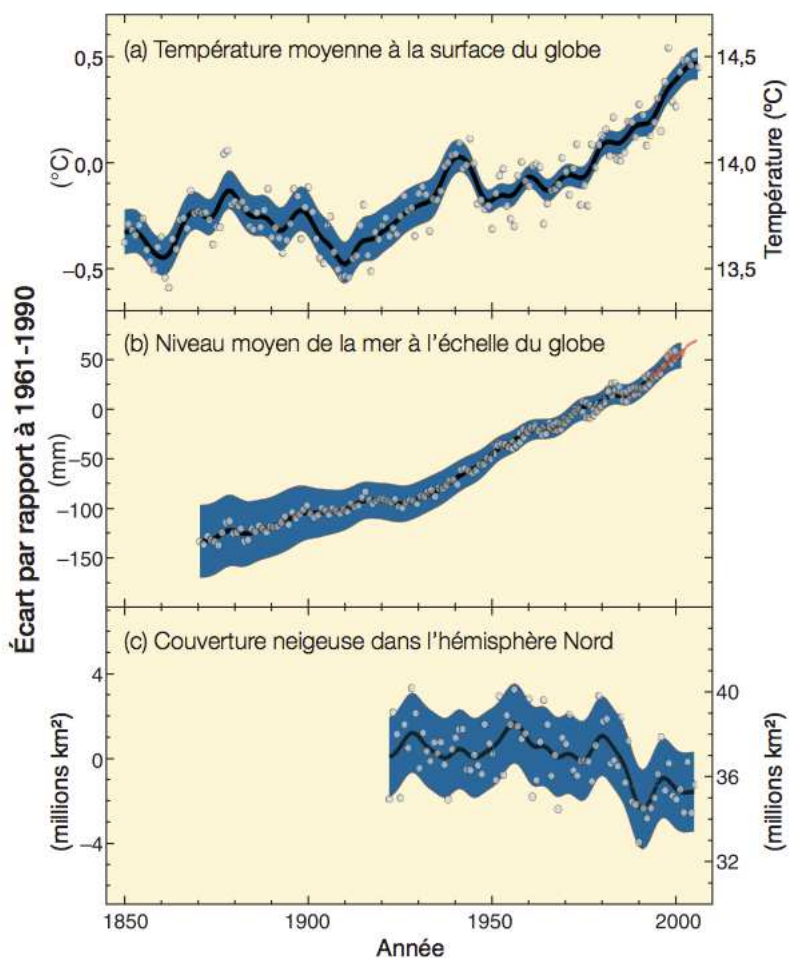 (a) Température moyenne à la surface du globe
0,5
0,0
−0,5
(°C)
14,5
14,0
13,5
Température (ºC)
Écart par rapport à 1961-1990
(b) Niveau moyen de la mer à l'échelle du globe
50
0
−50
−100
−150
(mm)
(c) Couverture neigeuse dans l'hémisphère Nord
4
0
−4
(millions km²)
40
36
32
(millions km²)
1850
1900
1950
2000
Année